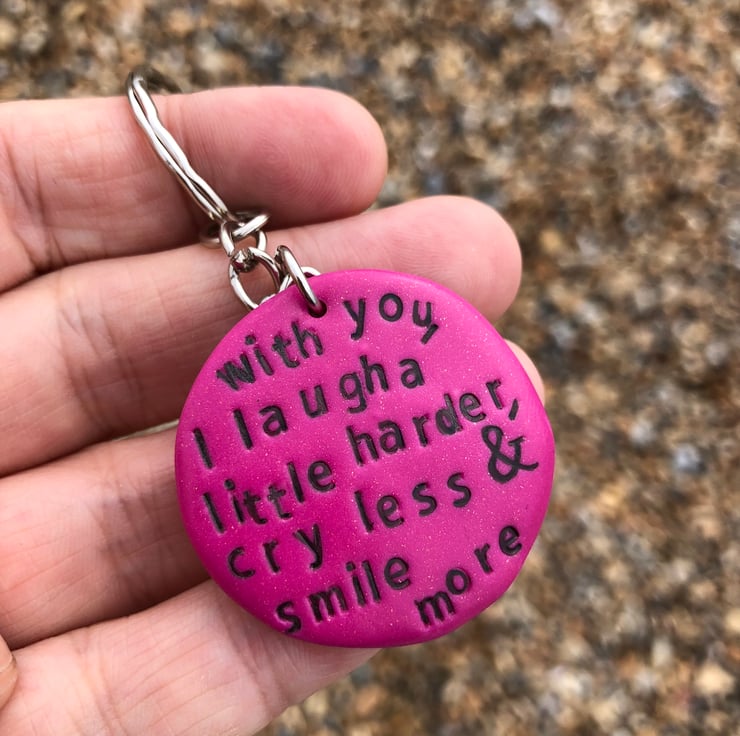 with you,
I laugh a
little harder,
cry less &
smile more